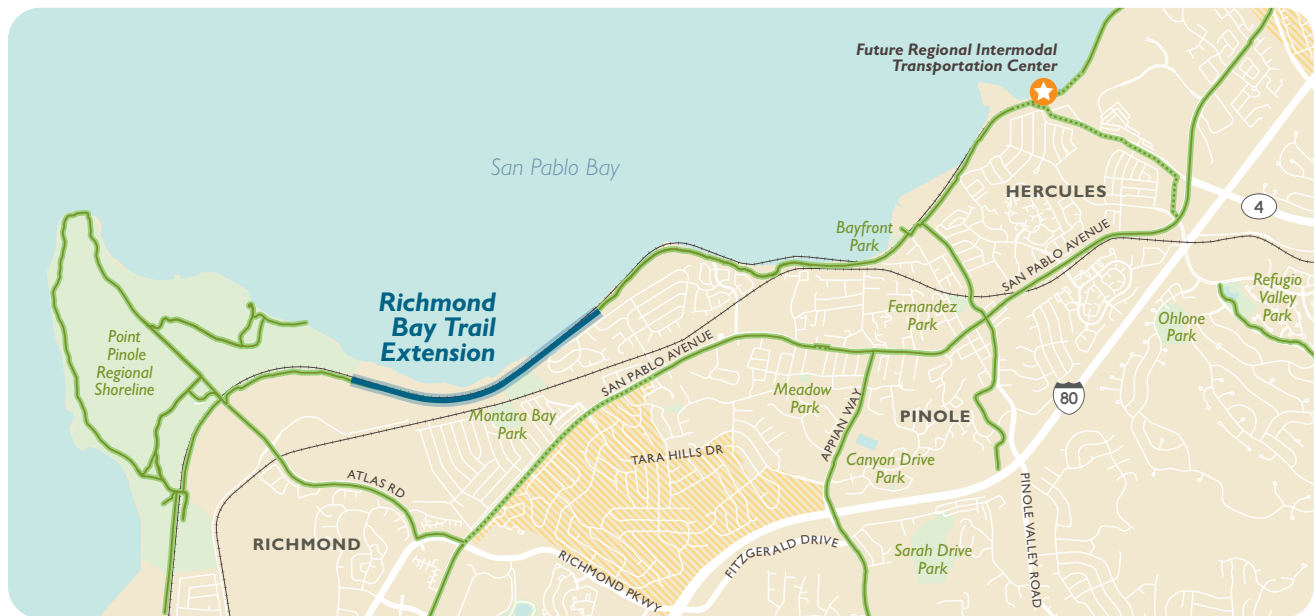 Future Regional Intermodal
Transportation Center
San Pablo Bay
HERCULES
4
Bayfront
Park
SAN PABLO AVENUE
Refugio
Valley
Park
Richmond
Bay Trail
Extension
Fernandez
Park
Ohlone
Park
Point
Pinole
Regional
Shoreline
SAN PABLO AVENUE
Meadow
Park
80
Montara Bay
Park
APPIAN WAY
PINOLE
TARA HILLS DR
Canyon Drive
Park
ATLAS RD
PINOLE VALLEY ROAD
RICHMOND
FITZGERALD DRIVE
Sarah Drive
Park
RICHMOND PKWY